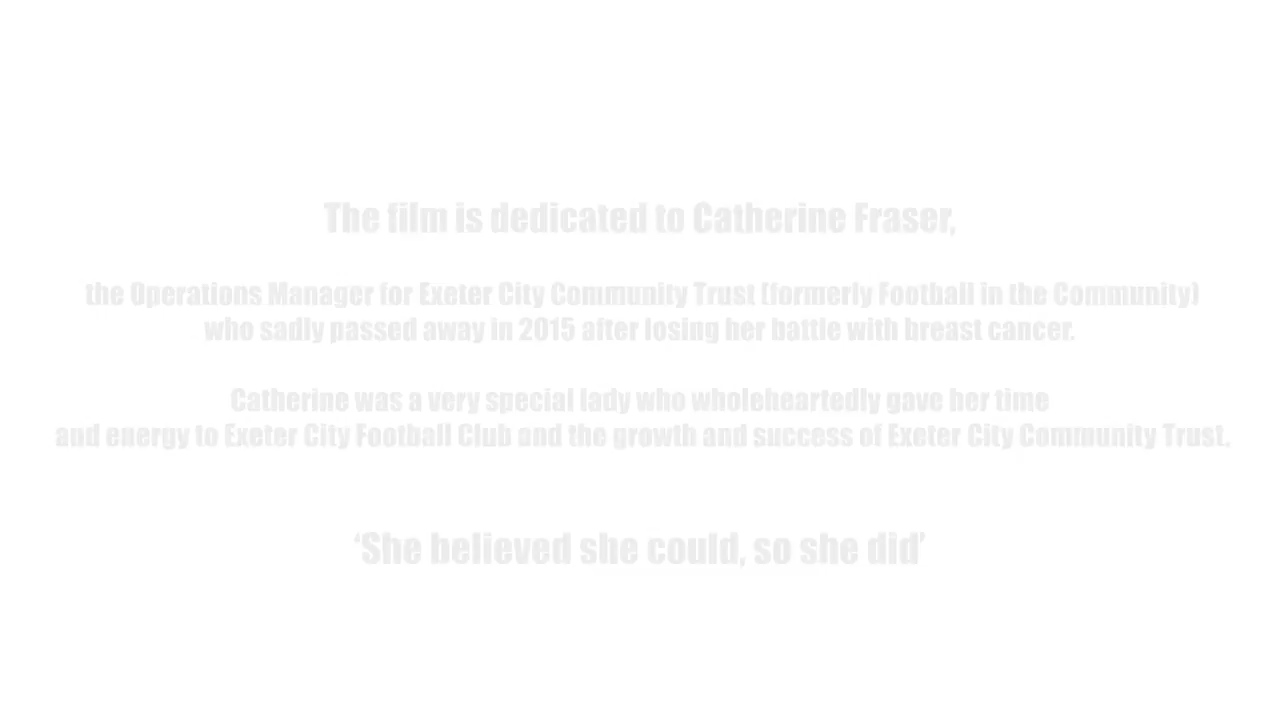 The film is dedicated to Catherine Fraser,
the Operations Manager for Exeter City Community Trust (formerly Football in the Community)
who sadly passed away in 2015 after losing her battle with breast cancer.
Catherine was a very special lady who wholeheartedly gave her time
and energy to Exeter City Football Club and the growth and success of Exeter City Community Trust.
‘She believed she could, so she did’